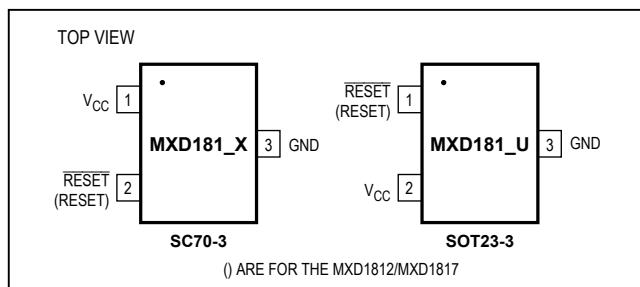 TOP VIEW
VCC 1
MXD181_X
3 GND
RESET
(RESET)
2
SC70-3
RESET
(RESET)
1
MXD181_U
3 GND
VCC 2
SOT23-3
() ARE FOR THE MXD1812/MXD1817